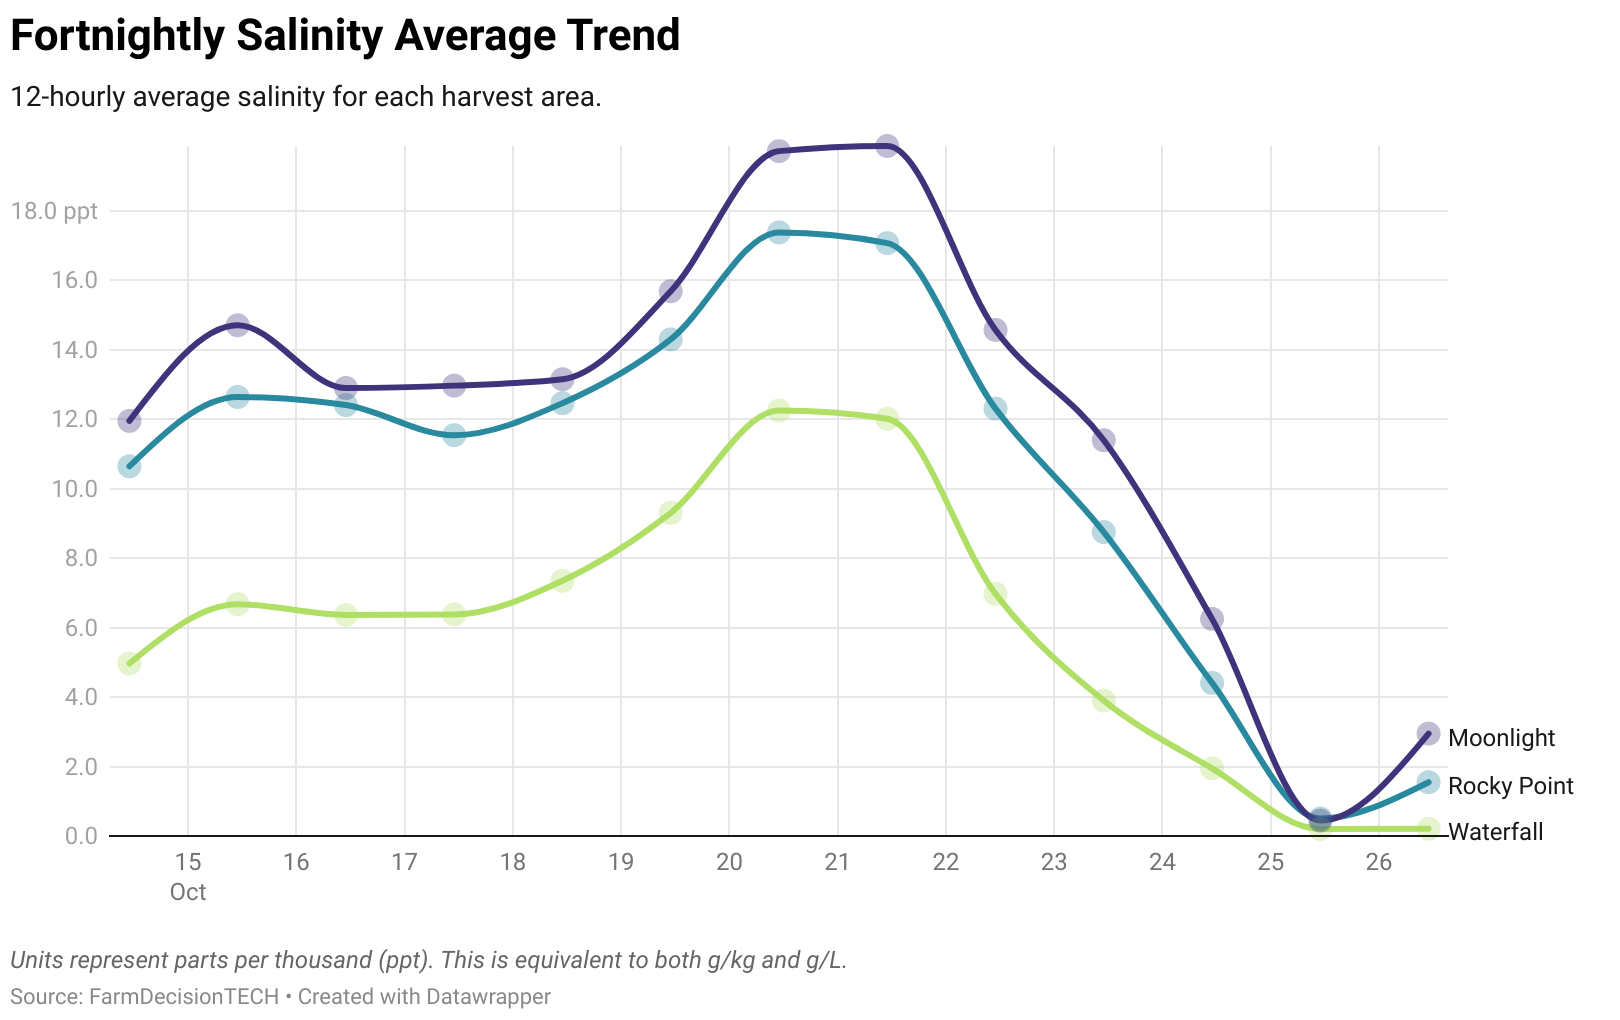 Fortnightly Salinity Average Trend
12-hourly average salinity for each harvest area.
18.0 ppt
16.0
14.0
12.0
10.0
8.0
6.0
4.0
2.0
0.0
Moonlight
Rocky Point
Waterfall
15 16 17 18 19 20 21 22 23 24 25 26
Oct
Units represent parts per thousand (ppt). This is equivalent to both g/kg and g/L.
Source: FarmDecisionTECH • Created with Datawrapper